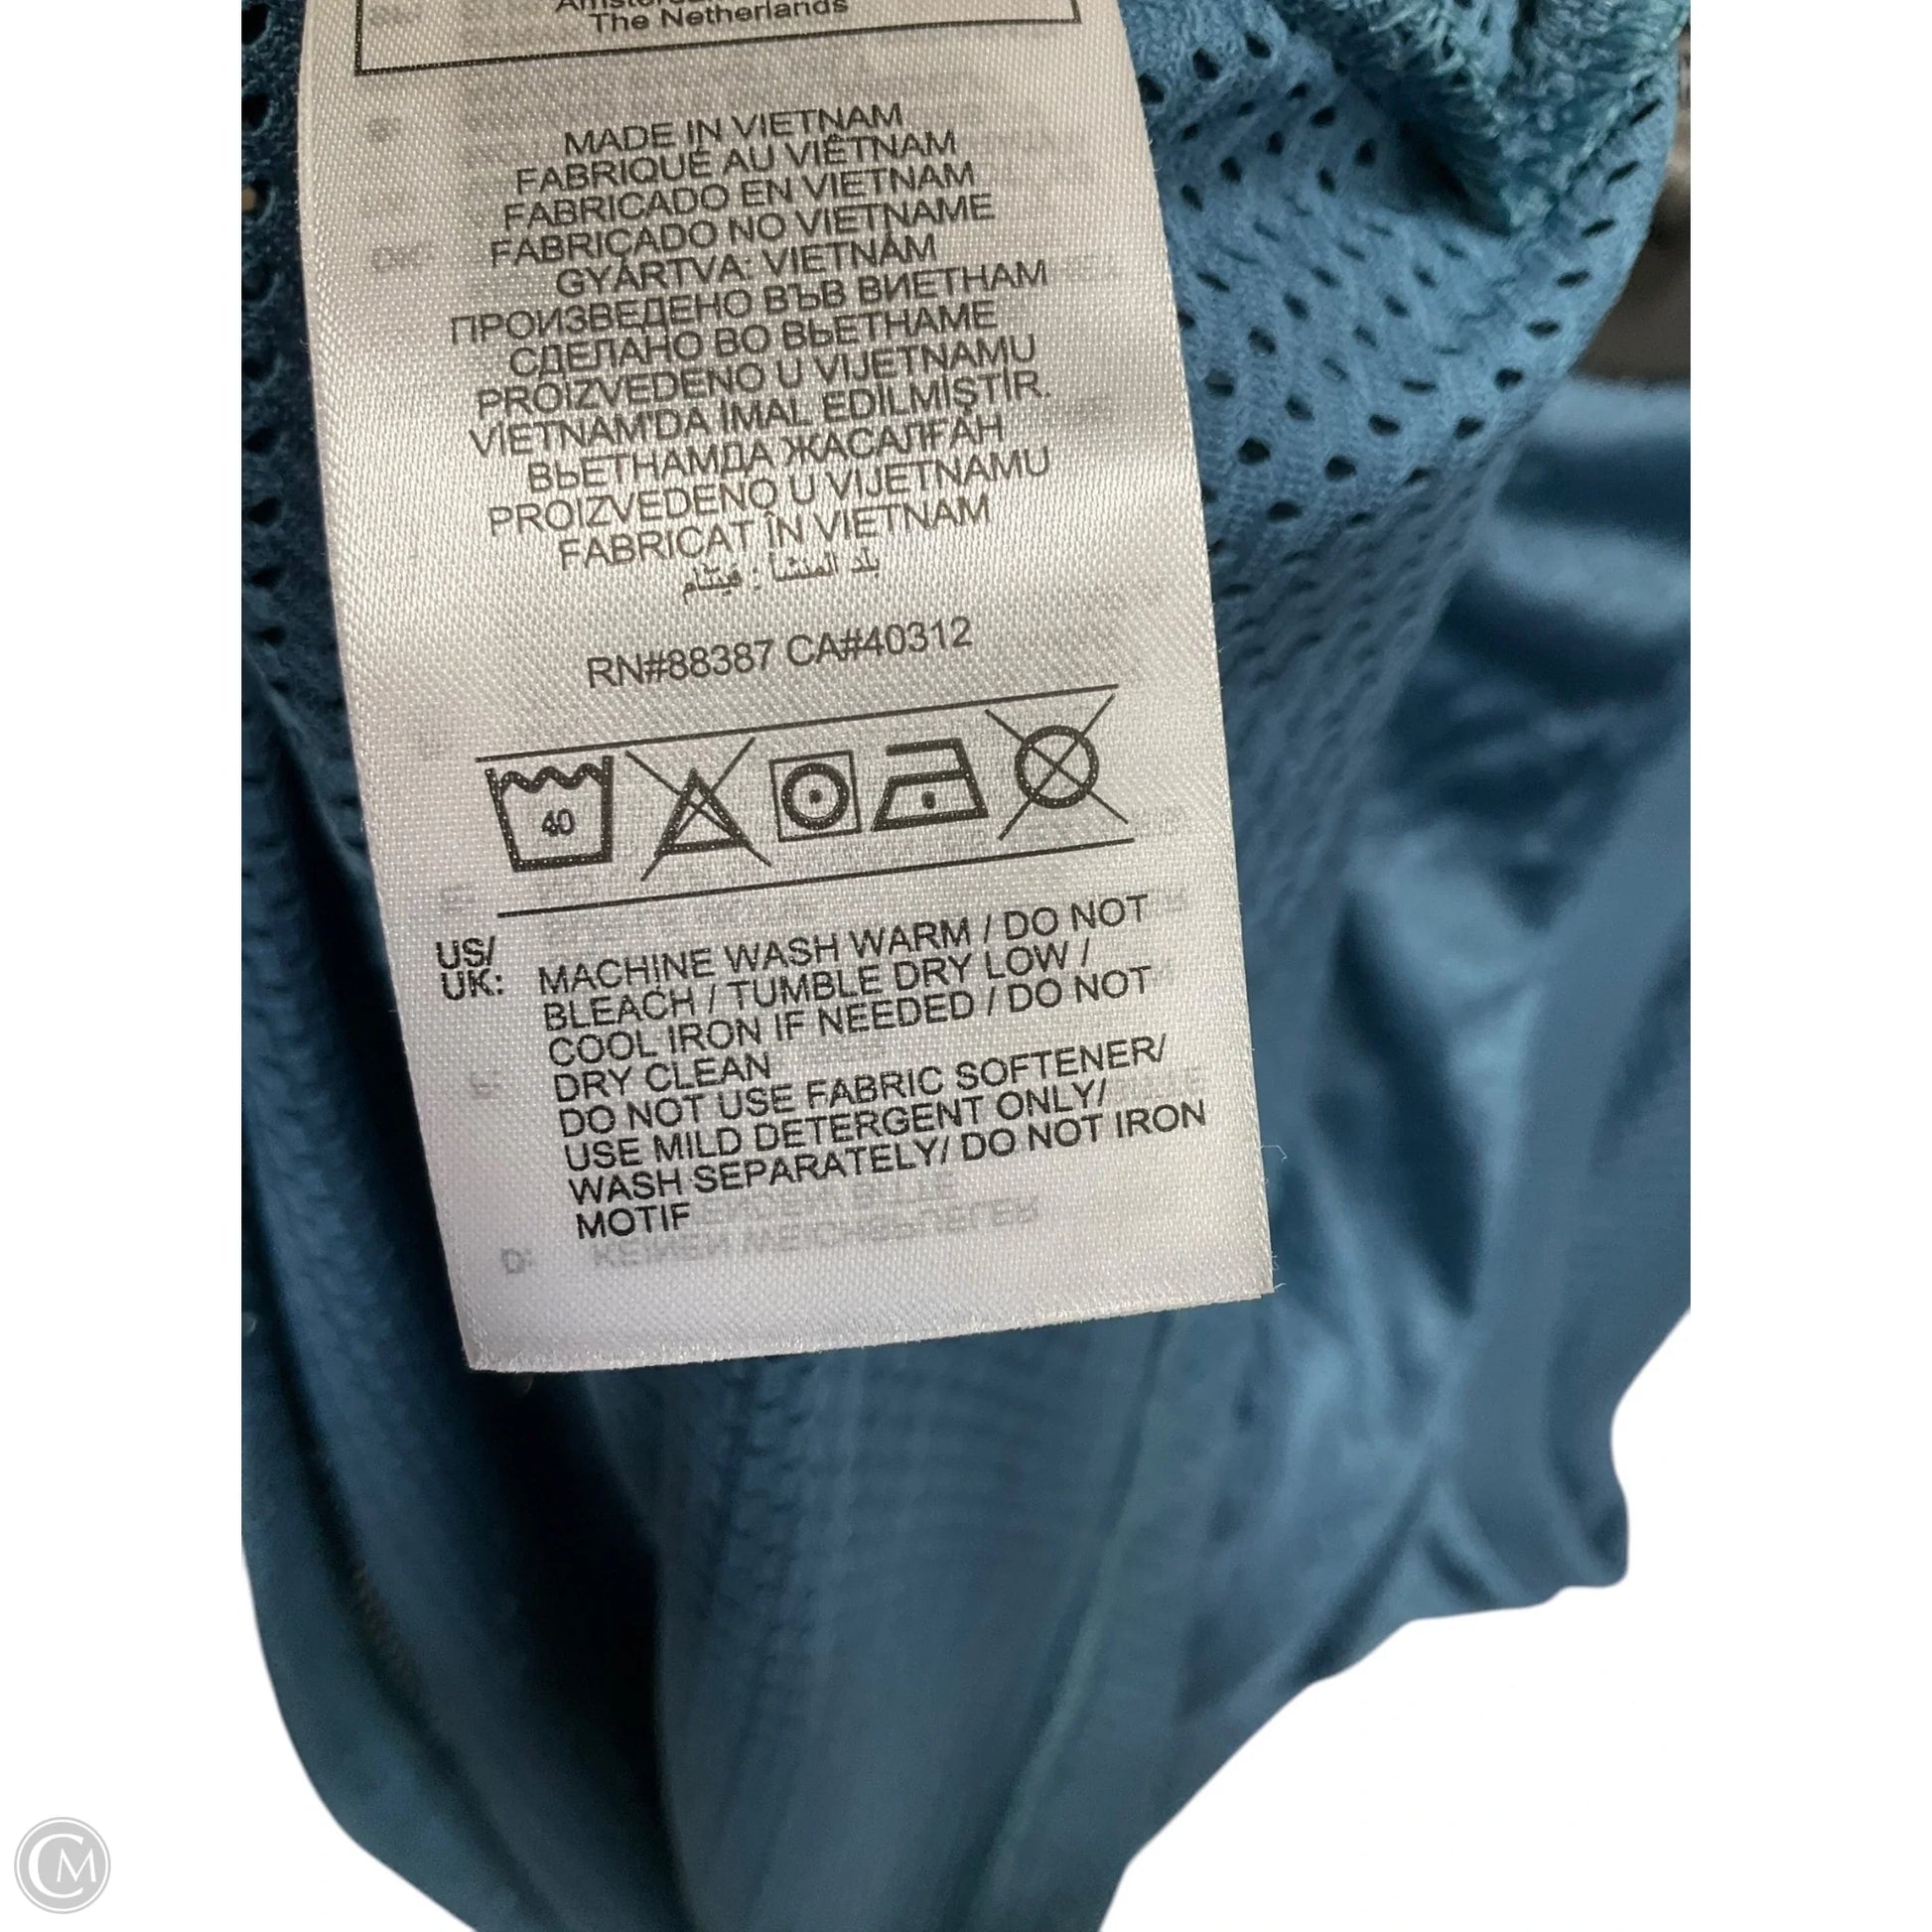 The Netherlands
MADE IN VIETNAM
FABRIQUÉ AU VIÊTNAM
FABRICADO EN VIETNAM
FABRICADO NO VIETNAME
GYÁRTVA: VIETNÁM
ПРОИЗВЕДЕНО ВЪВ ВИЕТНАМ
СДЕЛАНО ВО ВЬЕТНАМЕ
PROIZVEDENO U VIJETNAMU
VIETNAM'DA İMAL EDİLMİŞTİR.
ВЬЕТНАМДА ЖАСАЛҒАН
PROIZVEDENO U VIJETNAMU
FABRICAT ÎN VIETNAM
بلد المنشأ : فيتنام
RN#88387 CA#40312
40
US/
UK: MACHINE WASH WARM / DO NOT
BLEACH / TUMBLE DRY LOW /
COOL IRON IF NEEDED / DO NOT
DRY CLEAN
DO NOT USE FABRIC SOFTENER/
USE MILD DETERGENT ONLY/
WASH SEPARATELY/ DO NOT IRON
MOTIF
CM